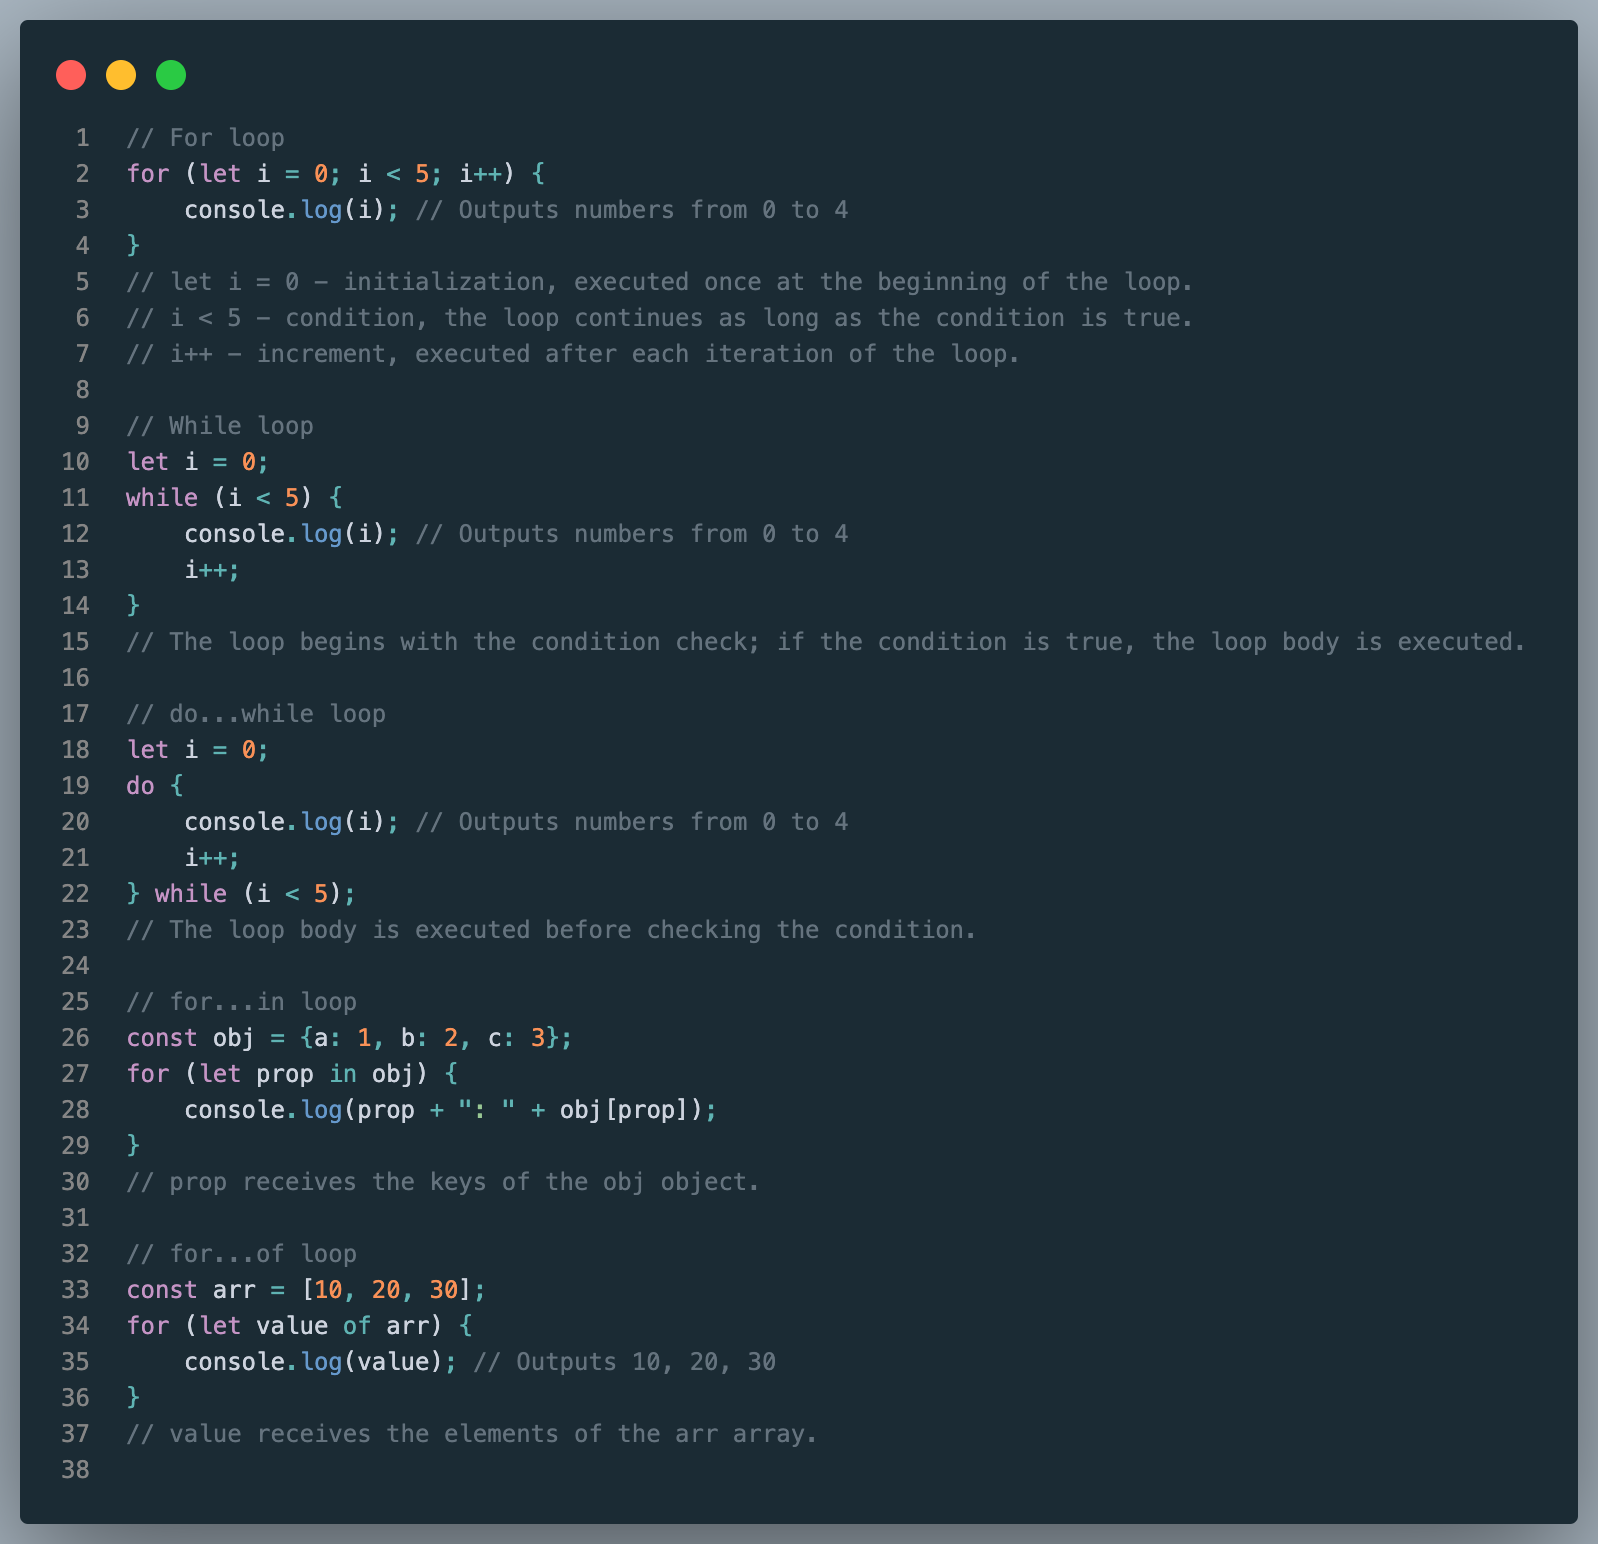 1 // For loop
2 for (let i = 0; i < 5; i++) {
3     console.log(i); // Outputs numbers from 0 to 4
4 }
5 // let i = 0 – initialization, executed once at the beginning of the loop.
6 // i < 5 – condition, the loop continues as long as the condition is true.
7 // i++ – increment, executed after each iteration of the loop.
8
9 // While loop
10 let i = 0;
11 while (i < 5) {
12     console.log(i); // Outputs numbers from 0 to 4
13     i++;
14 }
15 // The loop begins with the condition check; if the condition is true, the loop body is executed.
16
17 // do...while loop
18 let i = 0;
19 do {
20     console.log(i); // Outputs numbers from 0 to 4
21     i++;
22 } while (i < 5);
23 // The loop body is executed before checking the condition.
24
25 // for...in loop
26 const obj = {a: 1, b: 2, c: 3};
27 for (let prop in obj) {
28     console.log(prop + ": " + obj[prop]);
29 }
30 // prop receives the keys of the obj object.
31
32 // for...of loop
33 const arr = [10, 20, 30];
34 for (let value of arr) {
35     console.log(value); // Outputs 10, 20, 30
36 }
37 // value receives the elements of the arr array.
38